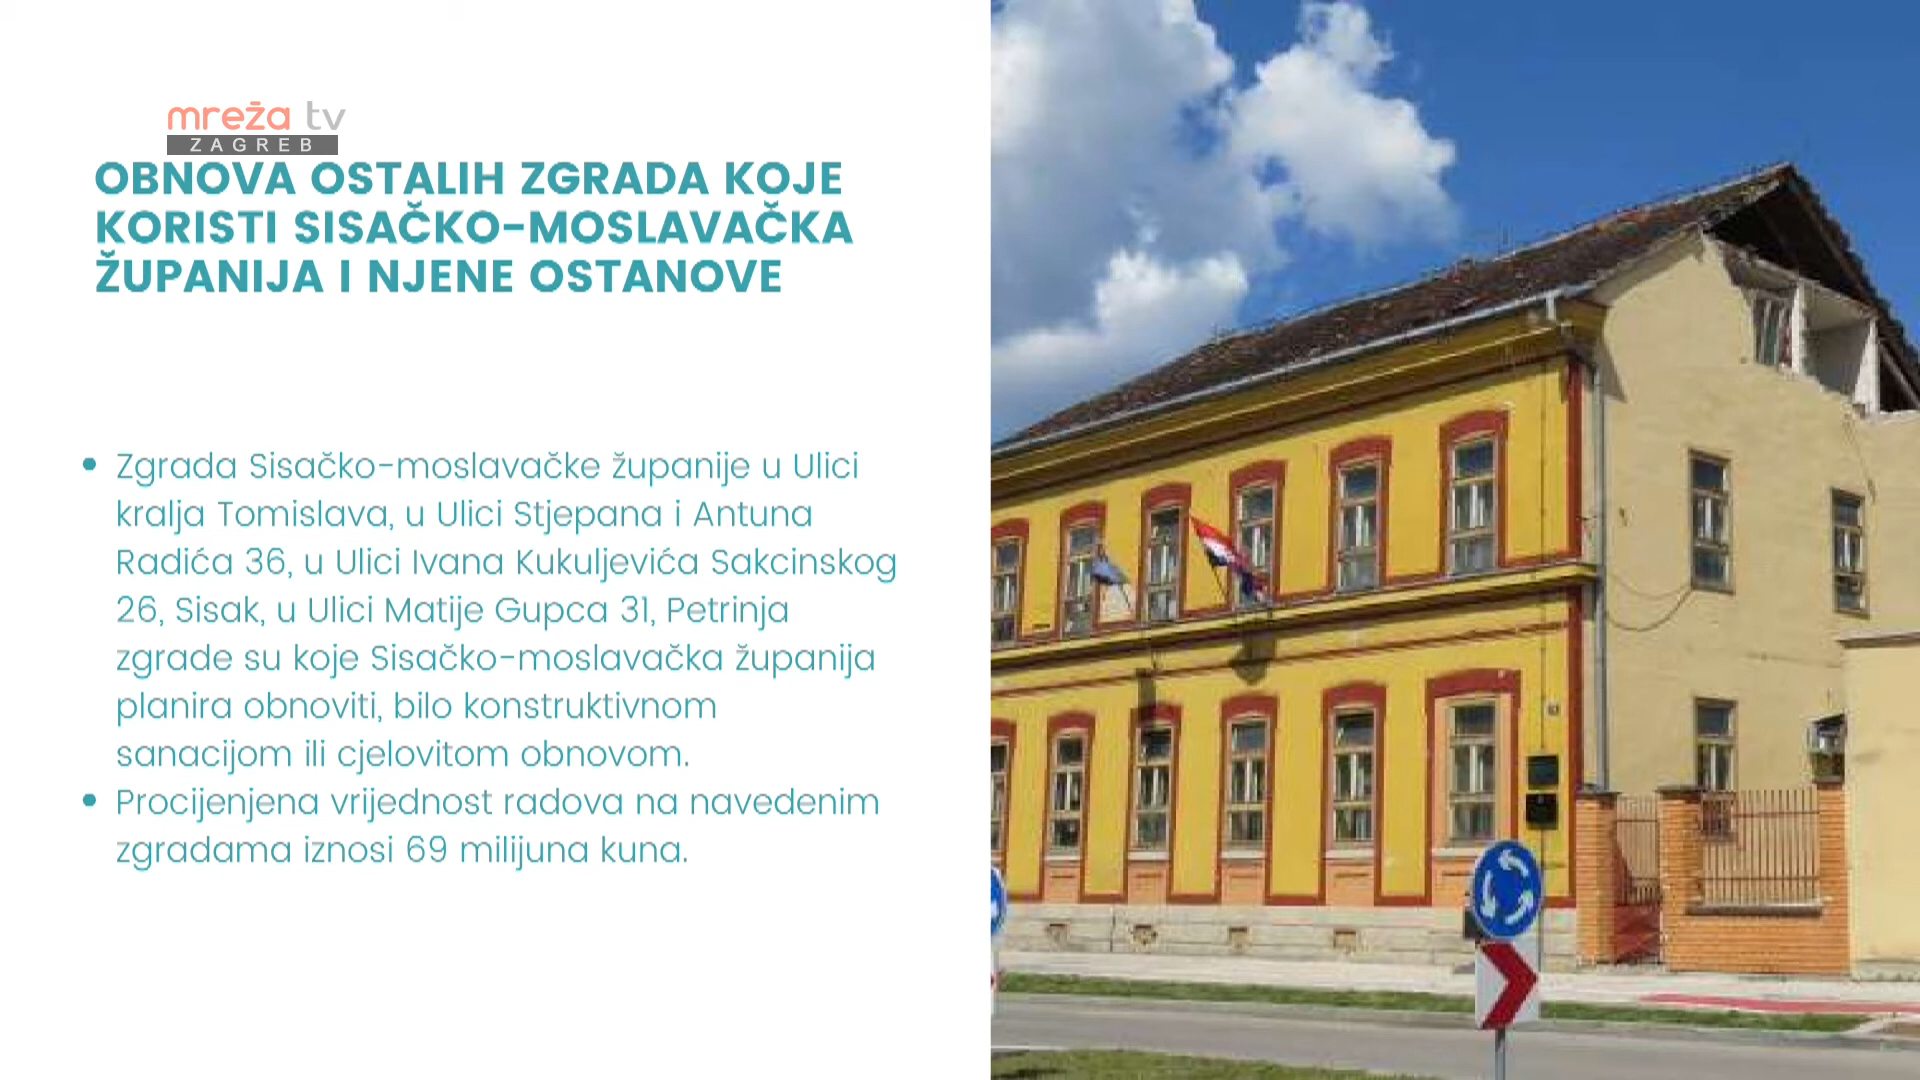 mreža tv
ZAGREB
OBNOVA OSTALIH ZGRADA KOJE
KORISTI SISAČKO-MOSLAVAČKA
ŽUPANIJA I NJENE OSTANOVE
• Zgrada Sisačko-moslavačke županije u Ulici
kralja Tomislava, u Ulici Stjepana i Antuna
Radića 36, u Ulici Ivana Kukuljevića Sakcinskog
26, Sisak, u Ulici Matije Gupca 31, Petrinja
zgrade su koje Sisačko-moslavačka županija
planira obnoviti, bilo konstruktivnom
sanacijom ili cjelovitom obnovom.
• Procijenjena vrijednost radova na navedenim
zgradama iznosi 69 milijuna kuna.